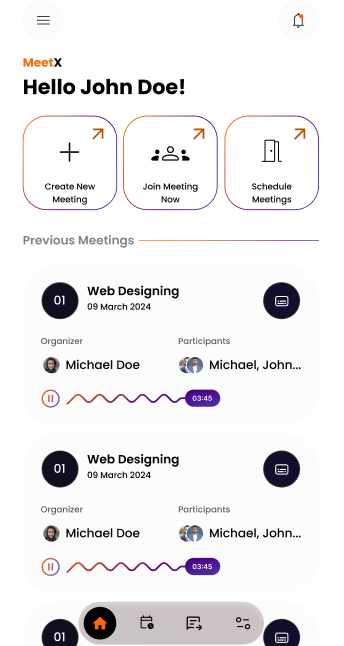 MeetX
Hello John Doe!
Create New
Meeting
Join Meeting
Now
Schedule
Meetings
Previous Meetings
01
Web Designing
09 March 2024
Organizer
Participants
Michael Doe
Michael, John...
03:45
01
Web Designing
09 March 2024
Organizer
Participants
Michael Doe
Michael, John...
03:45
01